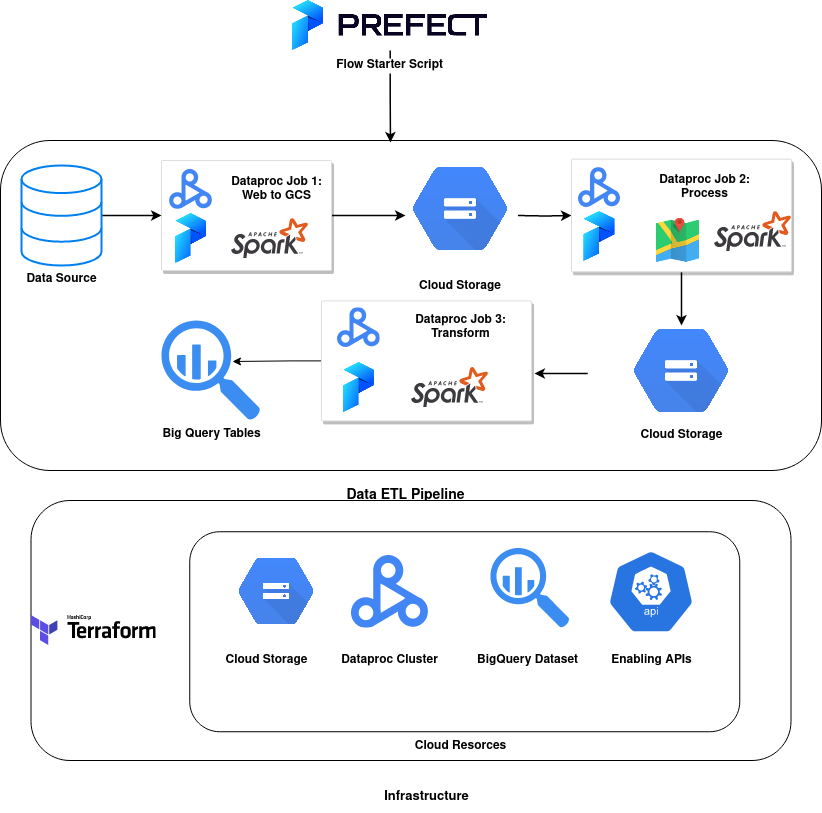 PREFECT
Flow Starter Script
Dataproc Job 1:
Web to GCS
APACHE
Spark
Data Source
Cloud Storage
Dataproc Job 2:
Process
APACHE
Spark
Dataproc Job 3:
Transform
APACHE
Spark
Big Query Tables
Cloud Storage
Data ETL Pipeline
HashiCorp
Terraform
api
Cloud Storage
Dataproc Cluster
BigQuery Dataset
Enabling APIs
Cloud Resorces
Infrastructure